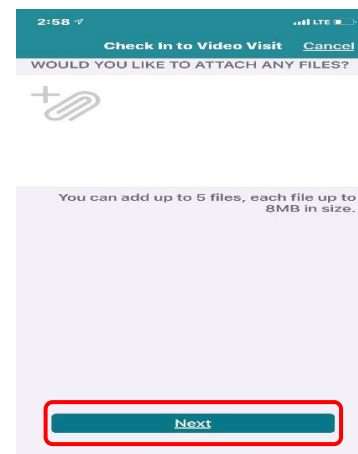 2:58
LTE
Check In to Video Visit Cancel
WOULD YOU LIKE TO ATTACH ANY FILES?
You can add up to 5 files, each file up to
8MB in size.
Next